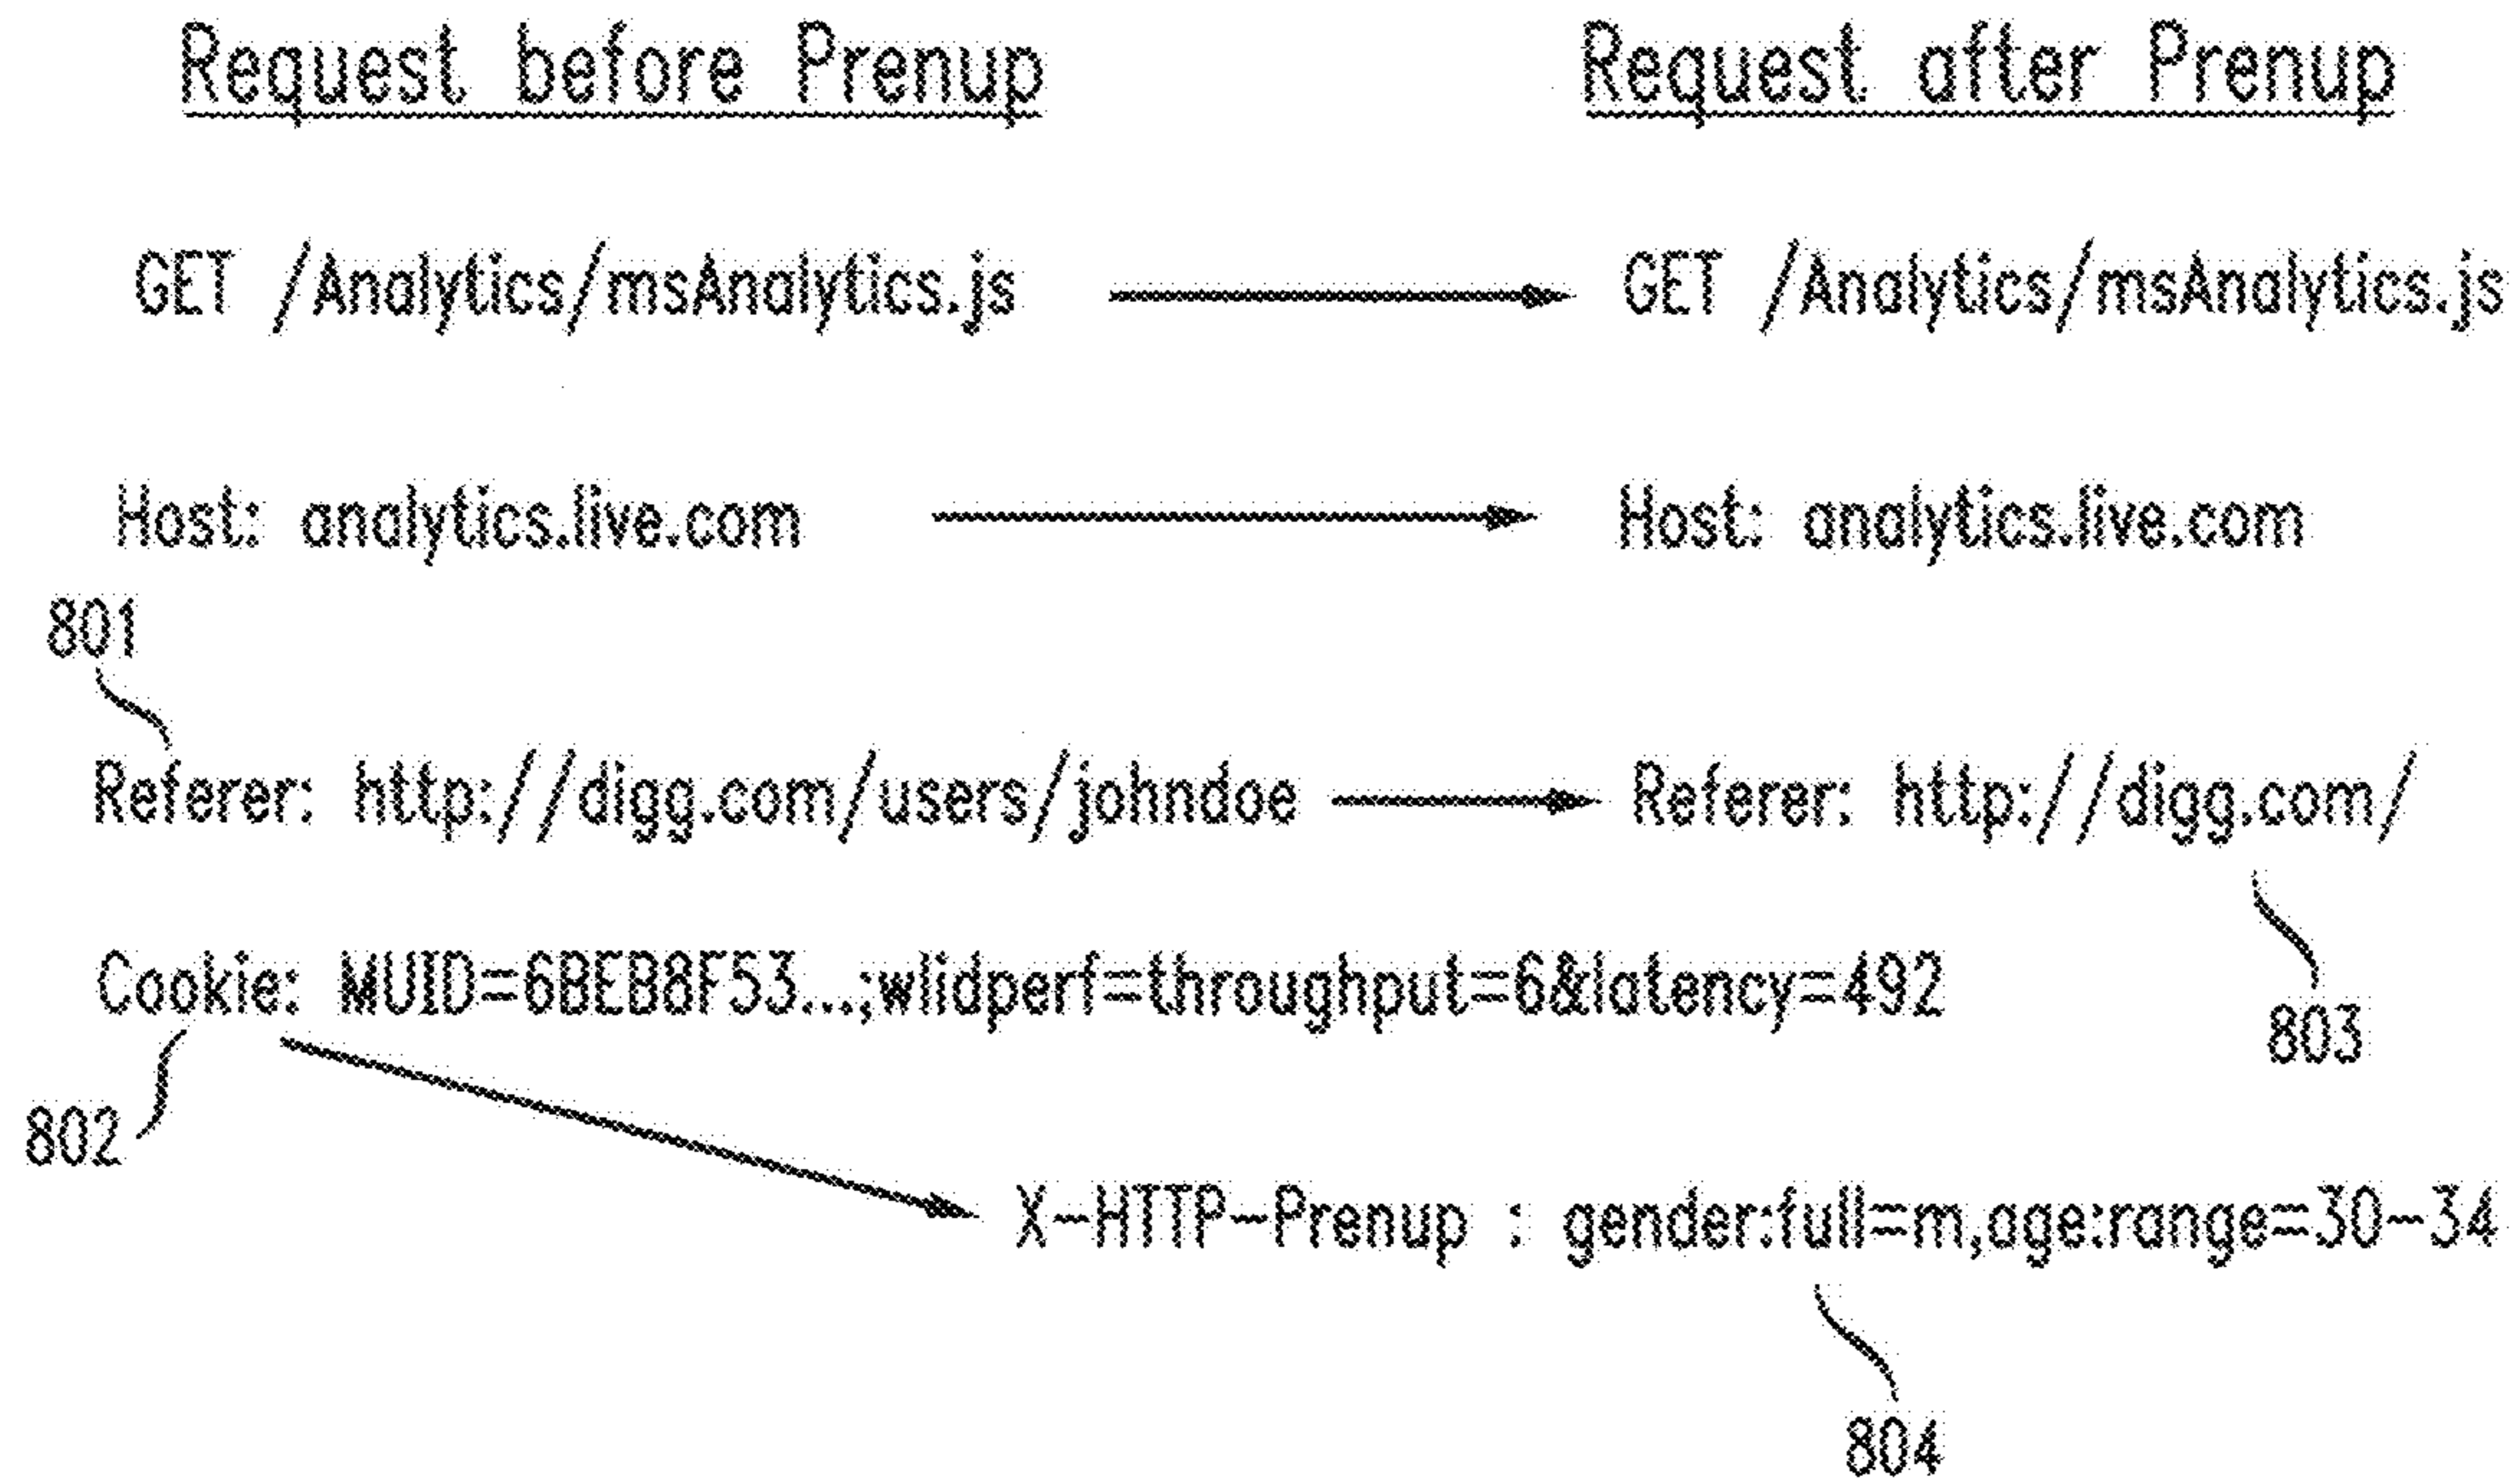 Request before Prenup Request after Prenup
GET /Analytics/msAnalytics.js GET /Analytics/msAnalytics.js
Host: analytics.live.com Host: analytics.live.com
801
Referer: http://digg.com/users/johndoe Referer: http://digg.com/
Cookie: MUID=6BEB8F53...;wlidperf=throughput=6&latency=492
803
802
X-HTTP-Prenup : gender:full=m,age:range=30-34
804